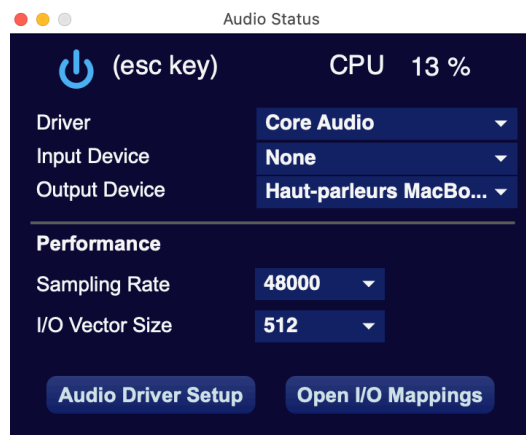 Audio Status
(esc key) CPU 13 %
Driver Core Audio
Input Device None
Output Device Haut-parleurs MacBo...
Performance
Sampling Rate 48000
I/O Vector Size 512
Audio Driver Setup Open I/O Mappings